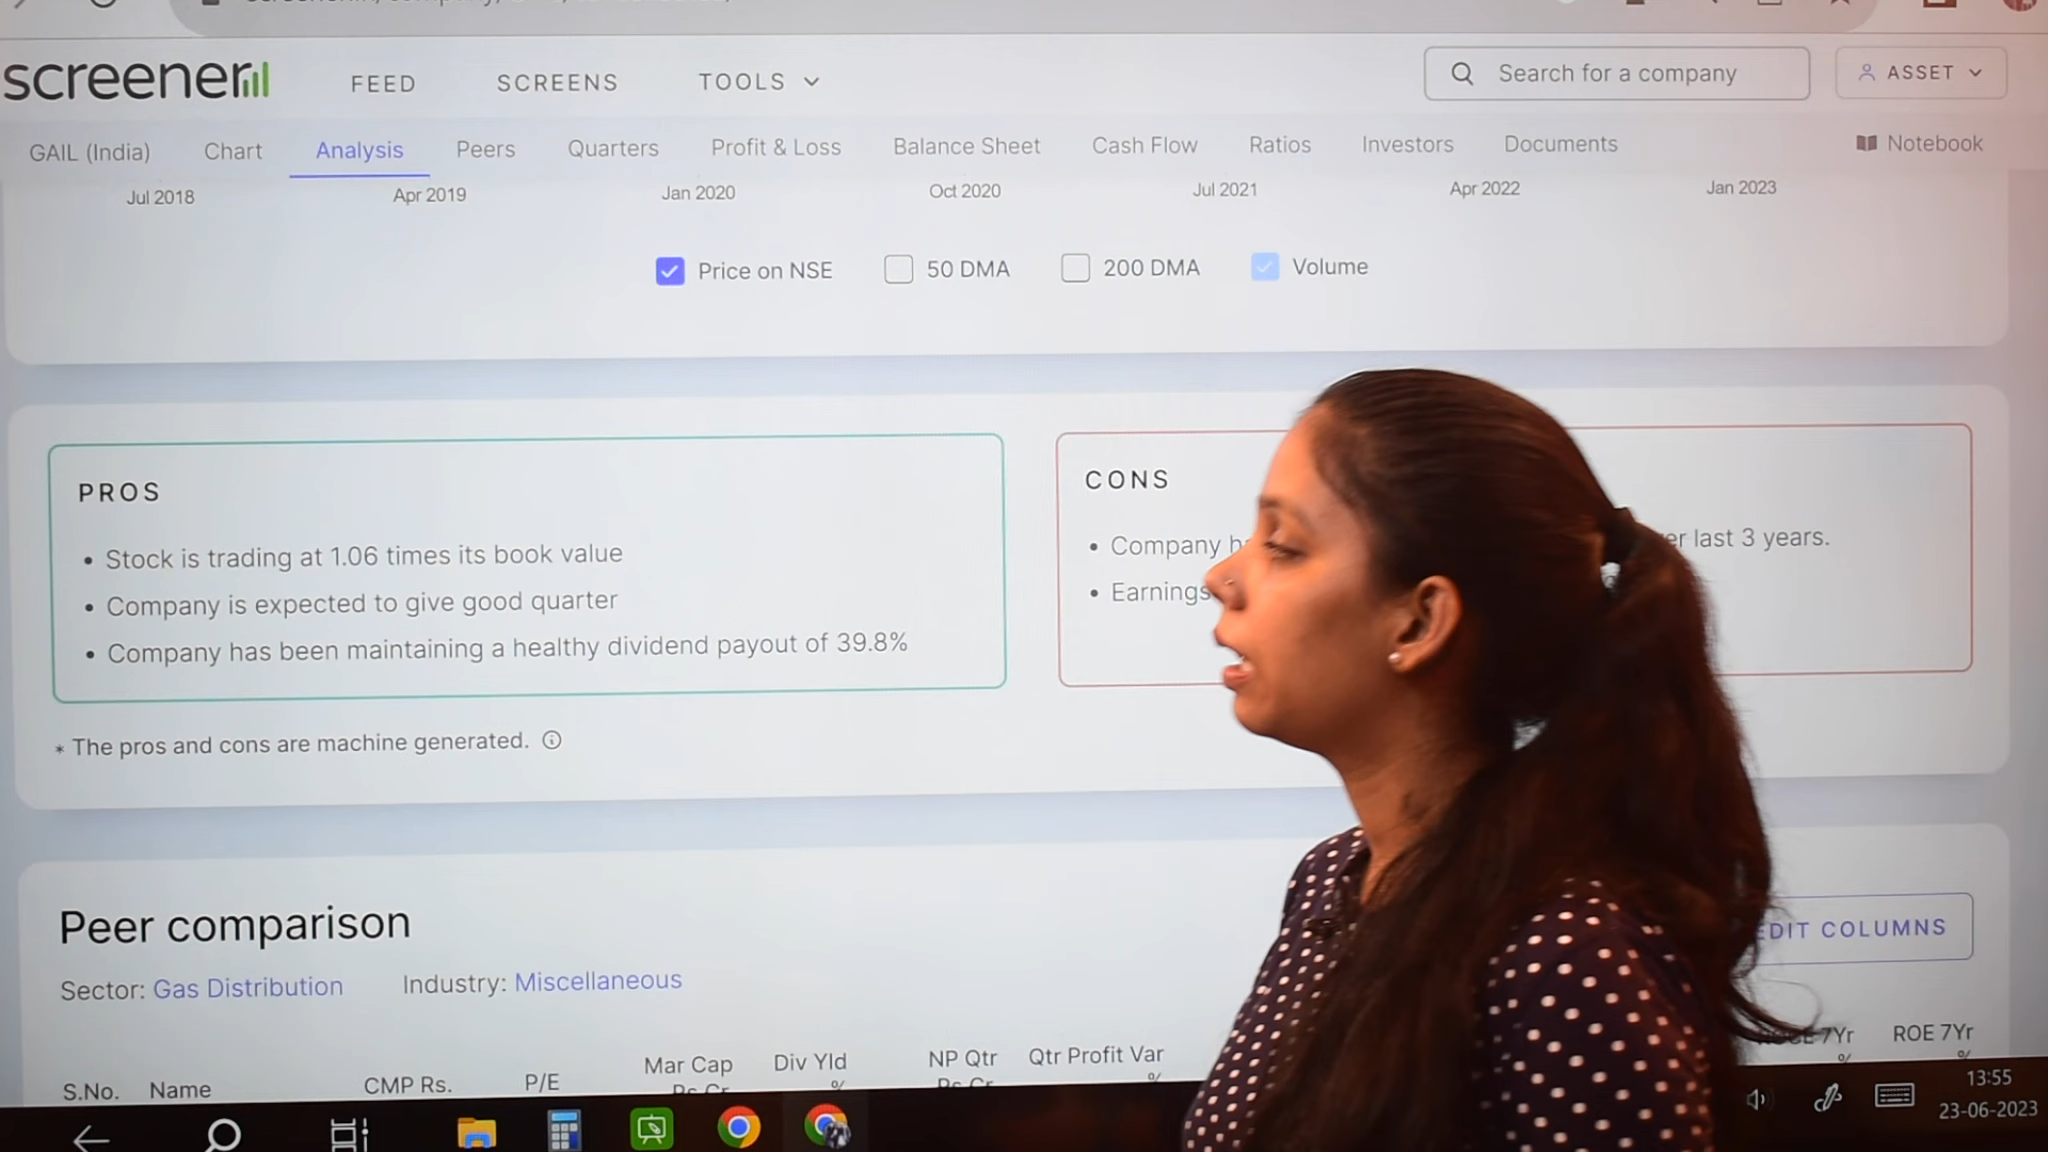 screener
FEED
SCREENS
TOOLS
Search for a company
ASSET
GAIL (India)
Chart
Analysis
Peers
Quarters
Profit & Loss
Balance Sheet
Cash Flow
Ratios
Investors
Documents
Notebook
Jul 2018
Apr 2019
Jan 2020
Oct 2020
Jul 2021
Apr 2022
Jan 2023
Price on NSE
50 DMA
200 DMA
Volume
PROS
• Stock is trading at 1.06 times its book value
• Company is expected to give good quarter
• Company has been maintaining a healthy dividend payout of 39.8%
CONS
• Company last 3 years.
• Earnings
* The pros and cons are machine generated.
Peer comparison
EDIT COLUMNS
Sector: Gas Distribution
Industry: Miscellaneous
S.No.
Name
CMP Rs.
P/E
Mar Cap
Rs.Cr.
Div Yld
%
NP Qtr
Rs.Cr.
Qtr Profit Var
%
7Yr
%
ROE 7Yr
%
13:55
23-06-2023